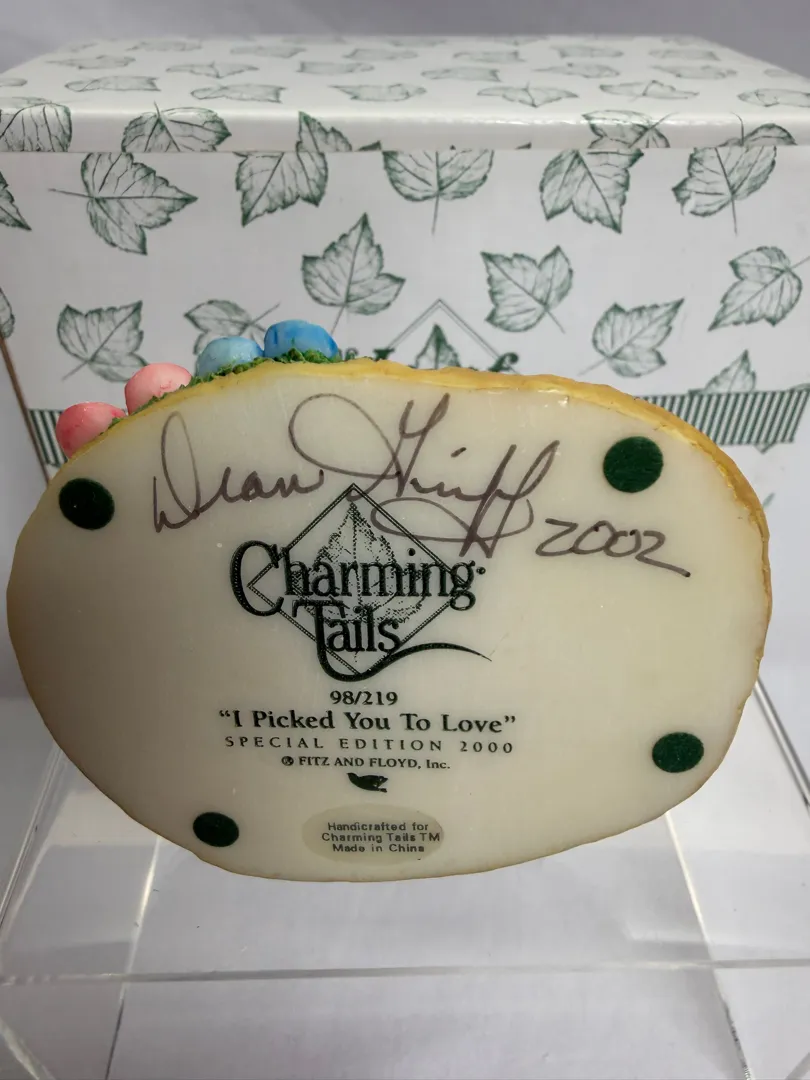 Dean Griff 2002
Charming
Tails
98/219
"I Picked You To Love"
SPECIAL EDITION 2000
© FITZ AND FLOYD, Inc.
Handicrafted for
Charming Tails TM
Made in China